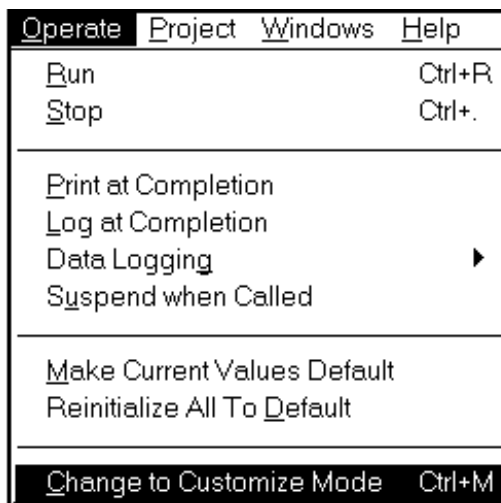 Operate Project Windows Help
Run Ctrl+R
Stop Ctrl+.
Print at Completion
Log at Completion
Data Logging
Suspend when Called
Make Current Values Default
Reinitialize All To Default
Change to Customize Mode Ctrl+M